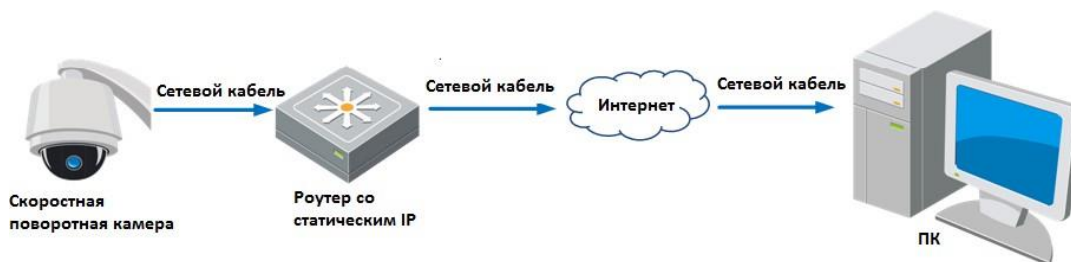 Сетевой кабель
Сетевой кабель
Интернет
Сетевой кабель
Скоростная
поворотная камера
Роутер со
статическим IP
ПК